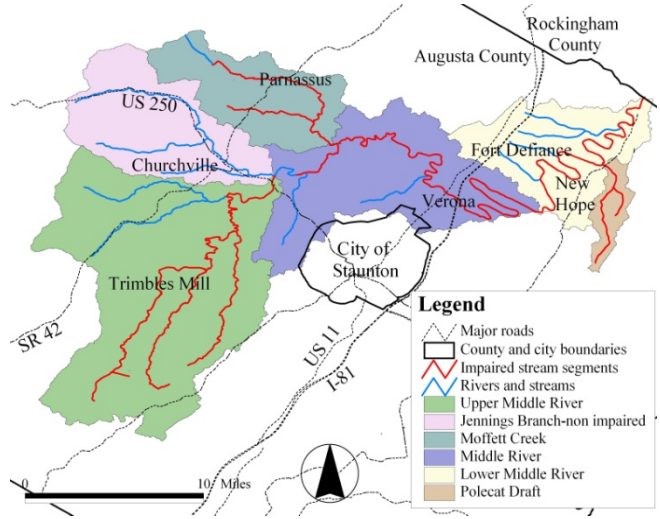 Rockingham
County
Augusta County
Parnassus
US 250
Churchville
Fort Defiance
New
Hope
Verona
City of
Staunton
Trimbles Mill
SR 42
US 11
I-81
Legend
Major roads
County and city boundaries
Impaired stream segments
Rivers and streams
Upper Middle River
Jennings Branch-non impaired
Moffett Creek
Middle River
Lower Middle River
Polecat Draft
0 10 Miles